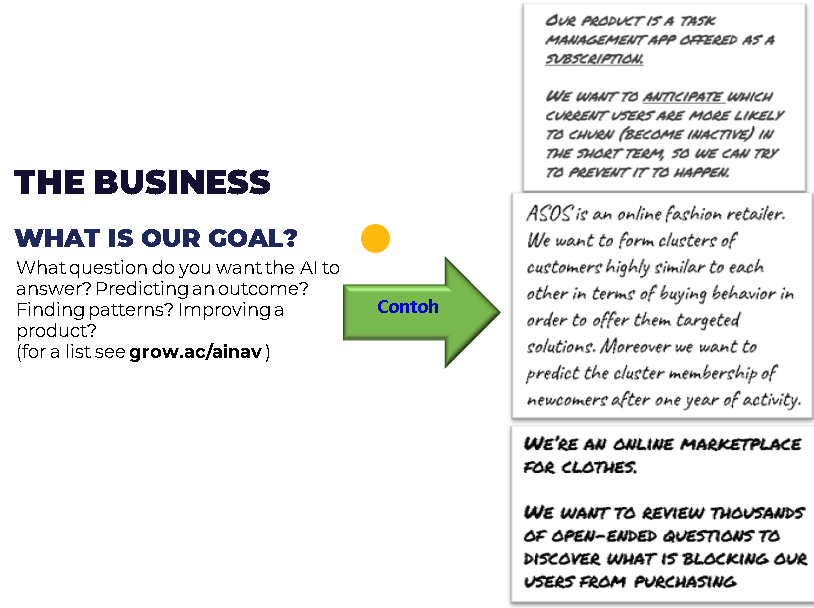 THE BUSINESS
WHAT IS OUR GOAL?
What question do you want the AI to
answer? Predicting an outcome?
Finding patterns? Improving a
product?
(for a list see grow.ac/ainav )
Contoh
OUR PRODUCT IS A TASK
MANAGEMENT APP OFFERED AS A
SUBSCRIPTION.
WE WANT TO ANTICIPATE WHICH
CURRENT USERS ARE MORE LIKELY
TO CHURN (BECOME INACTIVE) IN
THE SHORT TERM, SO WE CAN TRY
TO PREVENT IT TO HAPPEN.
ASOS is an online fashion retailer.
We want to form clusters of
customers highly similar to each
other in terms of buying behavior in
order to offer them targeted
solutions. Moreover we want to
predict the cluster membership of
newcomers after one year of activity.
WE'RE AN ONLINE MARKETPLACE
FOR CLOTHES.
WE WANT TO REVIEW THOUSANDS
OF OPEN-ENDED QUESTIONS TO
DISCOVER WHAT IS BLOCKING OUR
USERS FROM PURCHASING